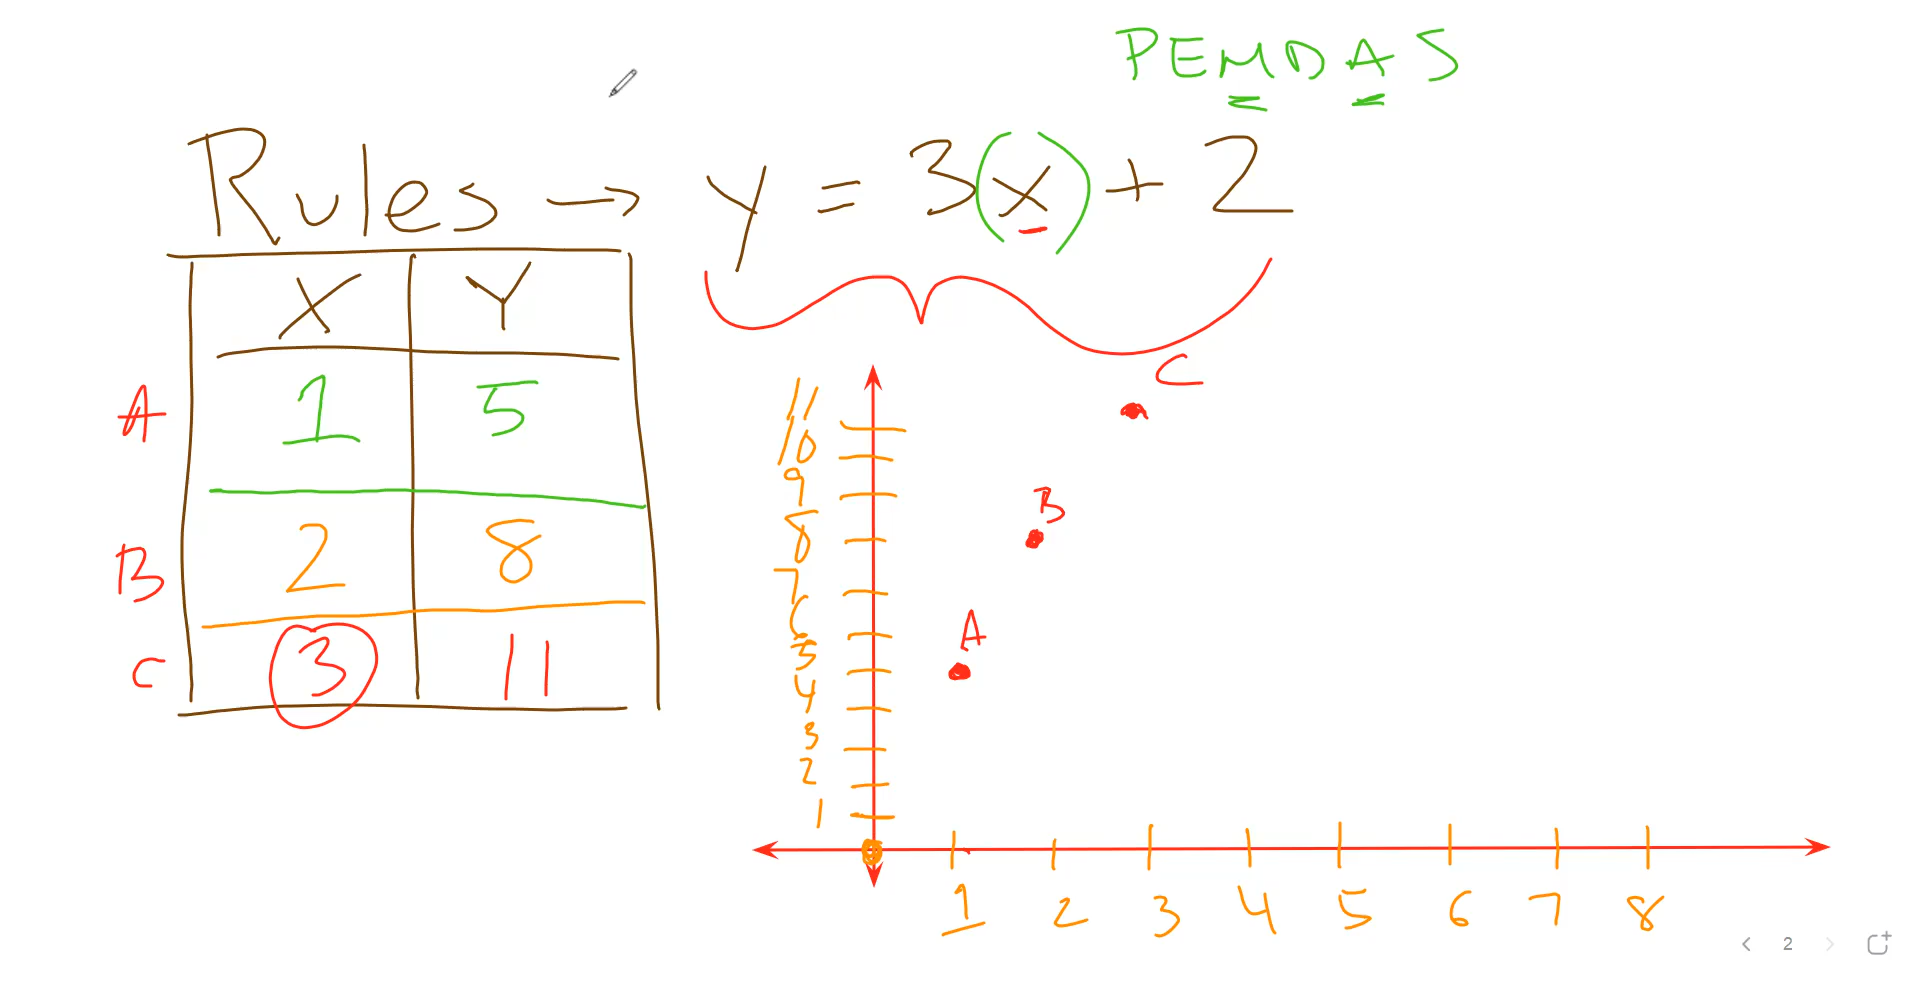 PEMDAS
Rules → y = 3(x) + 2
X Y
A 1 5
B 2 8
C 3 11
C
B
A
11
10
9
8
7
6
5
4
3
2
1
0
1 2 3 4 5 6 7 8
2